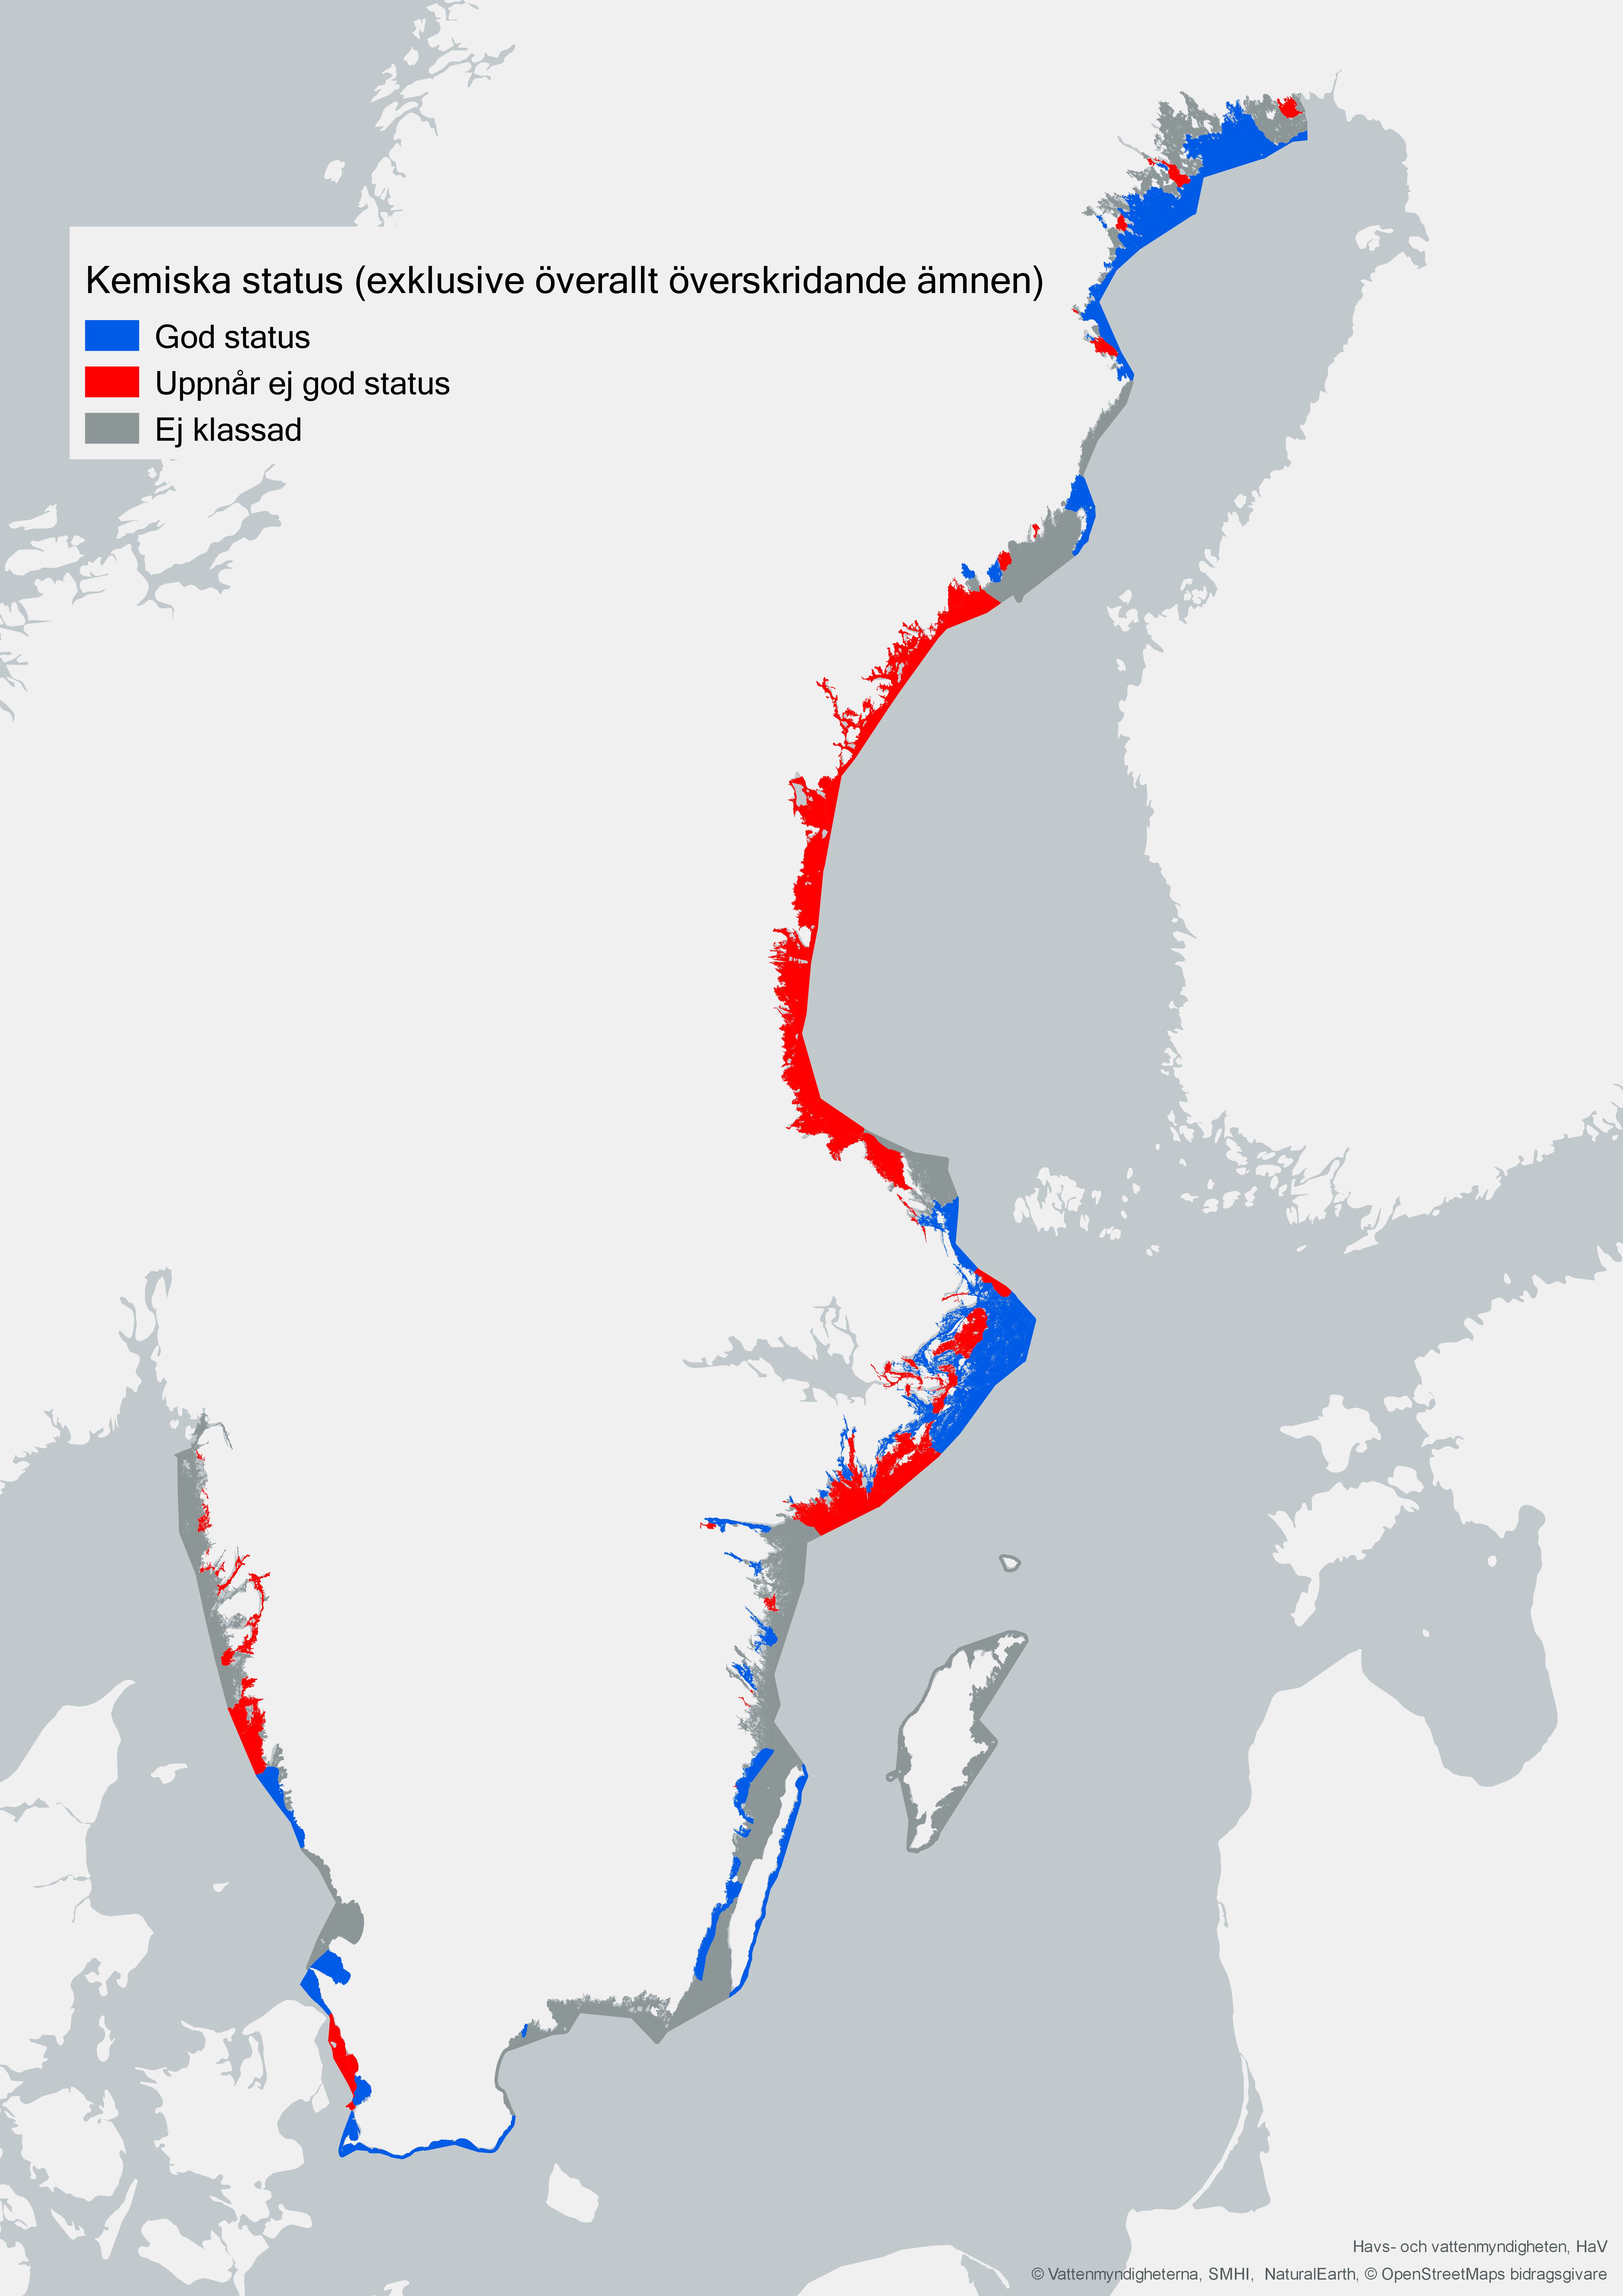 Kemiska status (exklusive överallt överskridande ämnen)
God status
Uppnår ej god status
Ej klassad
Havs- och vattenmyndigheten, HaV
© Vattenmyndigheterna, SMHI, NaturalEarth, © OpenStreetMaps bidragsgivare